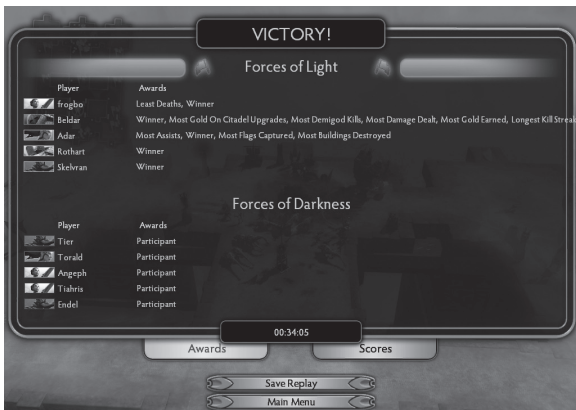 VICTORY!
Forces of Light
Player Awards
frogbo Least Deaths, Winner
Beldar Winner, Most Gold On Citadel Upgrades, Most Demigod Kills, Most Damage Dealt, Most Gold Earned, Longest Kill Streak
Adar Most Assists, Winner, Most Flags Captured, Most Buildings Destroyed
Rothart Winner
Skelvran Winner
Forces of Darkness
Player Awards
Tier Participant
Torald Participant
Angeph Participant
Tiahris Participant
Endel Participant
00:34:05
Awards Scores
Save Replay
Main Menu